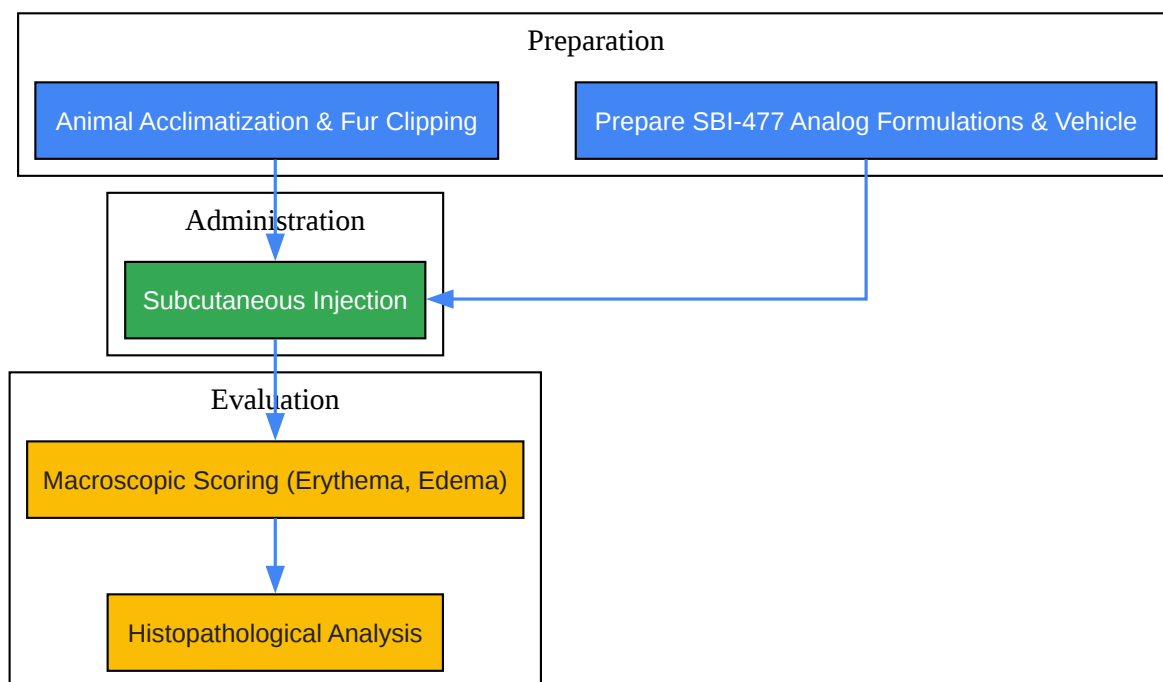 Preparation
Animal Acclimatization & Fur Clipping
Prepare SBI-477 Analog Formulations & Vehicle
Administration
Subcutaneous Injection
Evaluation
Macroscopic Scoring (Erythema, Edema)
Histopathological Analysis